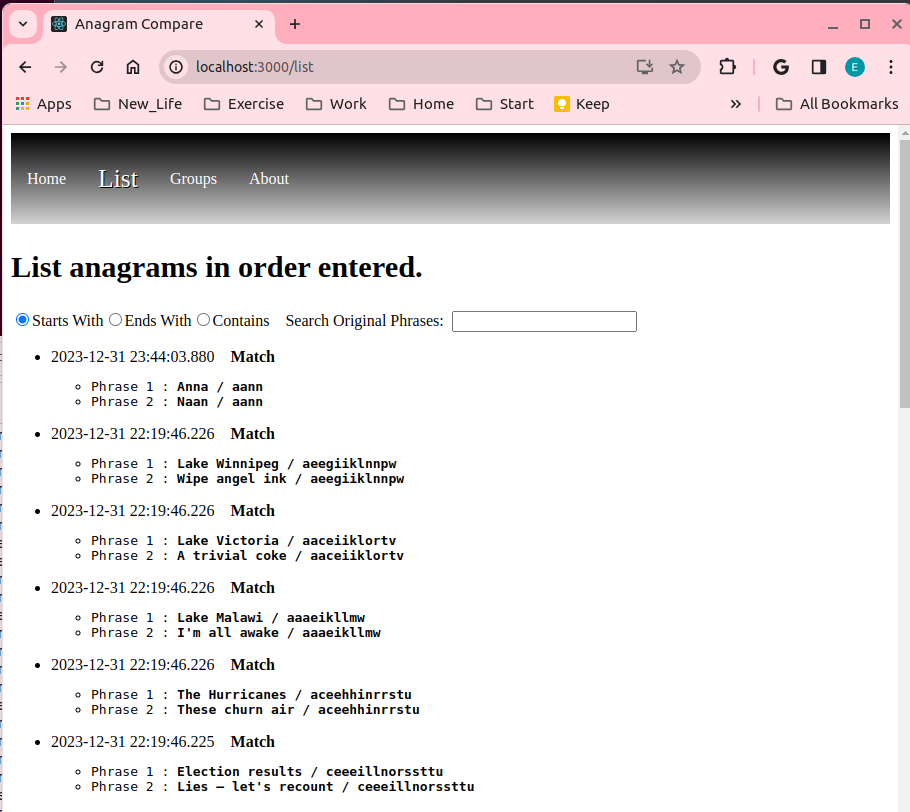 Anagram Compare
localhost:3000/list
E
Apps New_Life Exercise Work Home Start Keep » All Bookmarks
Home List Groups About
List anagrams in order entered.
Starts With Ends With Contains Search Original Phrases:
2023-12-31 23:44:03.880 Match
Phrase 1 : Anna / aann
Phrase 2 : Naan / aann
2023-12-31 22:19:46.226 Match
Phrase 1 : Lake Winnipeg / aeegiiklnnpw
Phrase 2 : Wipe angel ink / aeegiiklnnpw
2023-12-31 22:19:46.226 Match
Phrase 1 : Lake Victoria / aaceiiklortv
Phrase 2 : A trivial coke / aaceiiklortv
2023-12-31 22:19:46.226 Match
Phrase 1 : Lake Malawi / aaaeikllmw
Phrase 2 : I'm all awake / aaaeikllmw
2023-12-31 22:19:46.226 Match
Phrase 1 : The Hurricanes / aceehhinrrstu
Phrase 2 : These churn air / aceehhinrrstu
2023-12-31 22:19:46.225 Match
Phrase 1 : Election results / ceeeillnorssttu
Phrase 2 : Lies – let's recount / ceeeillnorssttu